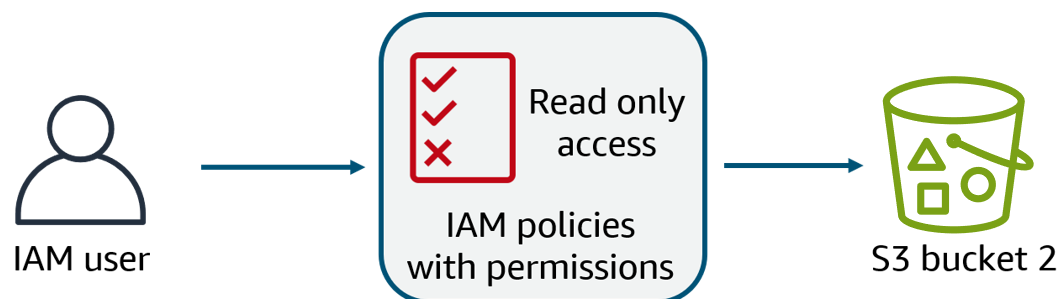 Read only
access
IAM policies
with permissions
IAM user
S3 bucket 2